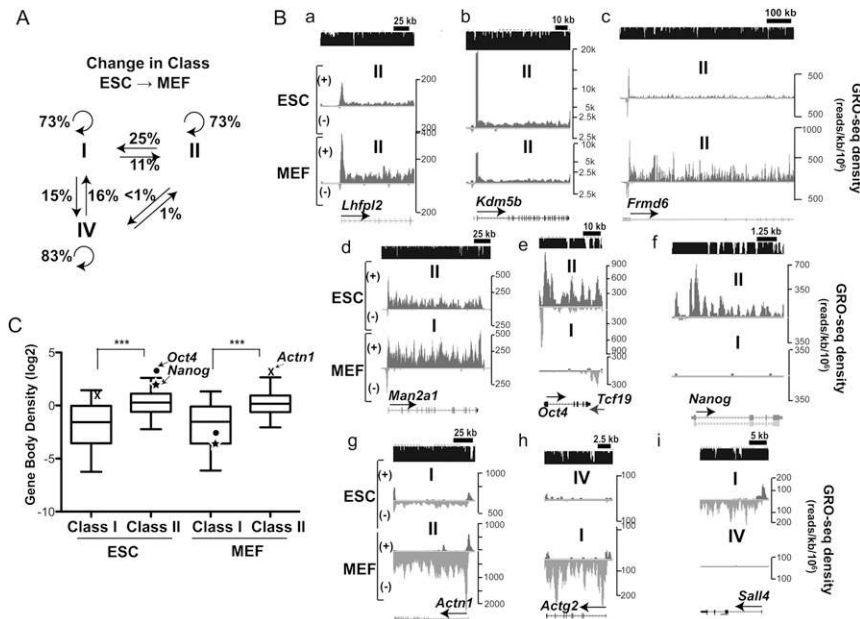 A
Change in Class
ESC → MEF
73%
73%
I
25%
11%
II
15%
16%
<1%
1%
IV
83%
B
a
25 kb
b
10 kb
c
100 kb
ESC
(+)
(-)
II
200
II
20k
15k
10k
5k
2.5k
II
500
500
MEF
(+)
(-)
II
400
200
200
II
5k
2.5k
2.5k
II
1000
500
500
Lhfpl2
Kdm5b
Frmd6
GRO-seq density
(reads/kb/10⁶)
d
25 kb
e
10 kb
f
1.25 kb
ESC
(+)
(-)
II
500
250
250
II
900
600
300
300
600
900
II
700
350
350
MEF
(+)
(-)
I
500
250
250
I
300
I
350
350
Man2a1
Oct4
Tcf19
Nanog
GRO-seq density
(reads/kb/10⁶)
g
25 kb
h
2.5 kb
i
5 kb
ESC
(+)
(-)
I
1000
500
IV
100
100
I
200
100
100
200
MEF
(+)
(-)
II
1000
1000
2000
I
100
100
200
IV
100
100
Actn1
Actg2
Sall4
GRO-seq density
(reads/kb/10⁶)
C
Gene Body Density (log2)
5
0
-5
-10
***
***
Oct4
Nanog
Actn1
X
X
Class I
Class II
Class I
Class II
ESC
MEF